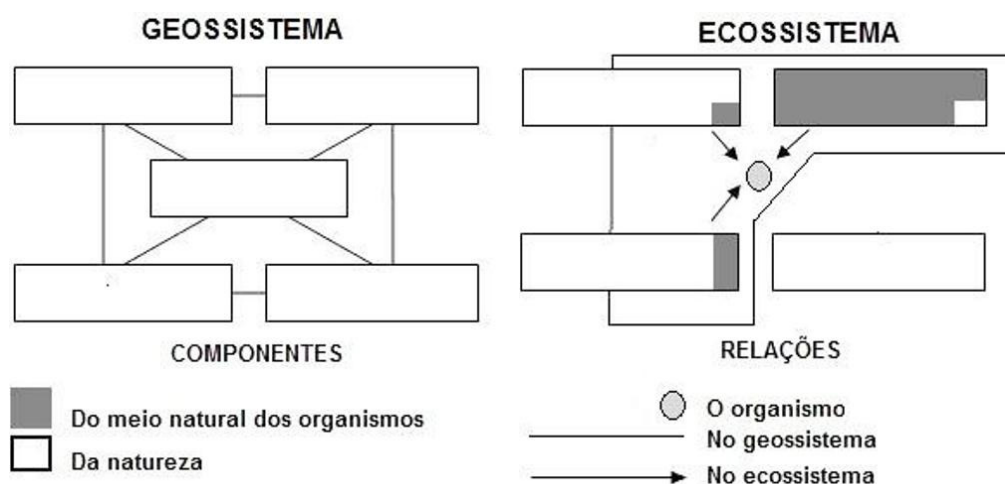 GEOSSISTEMA
ECOSSISTEMA
COMPONENTES
RELAÇÕES
Do meio natural dos organismos
Da natureza
O organismo
No geossistema
No ecossistema